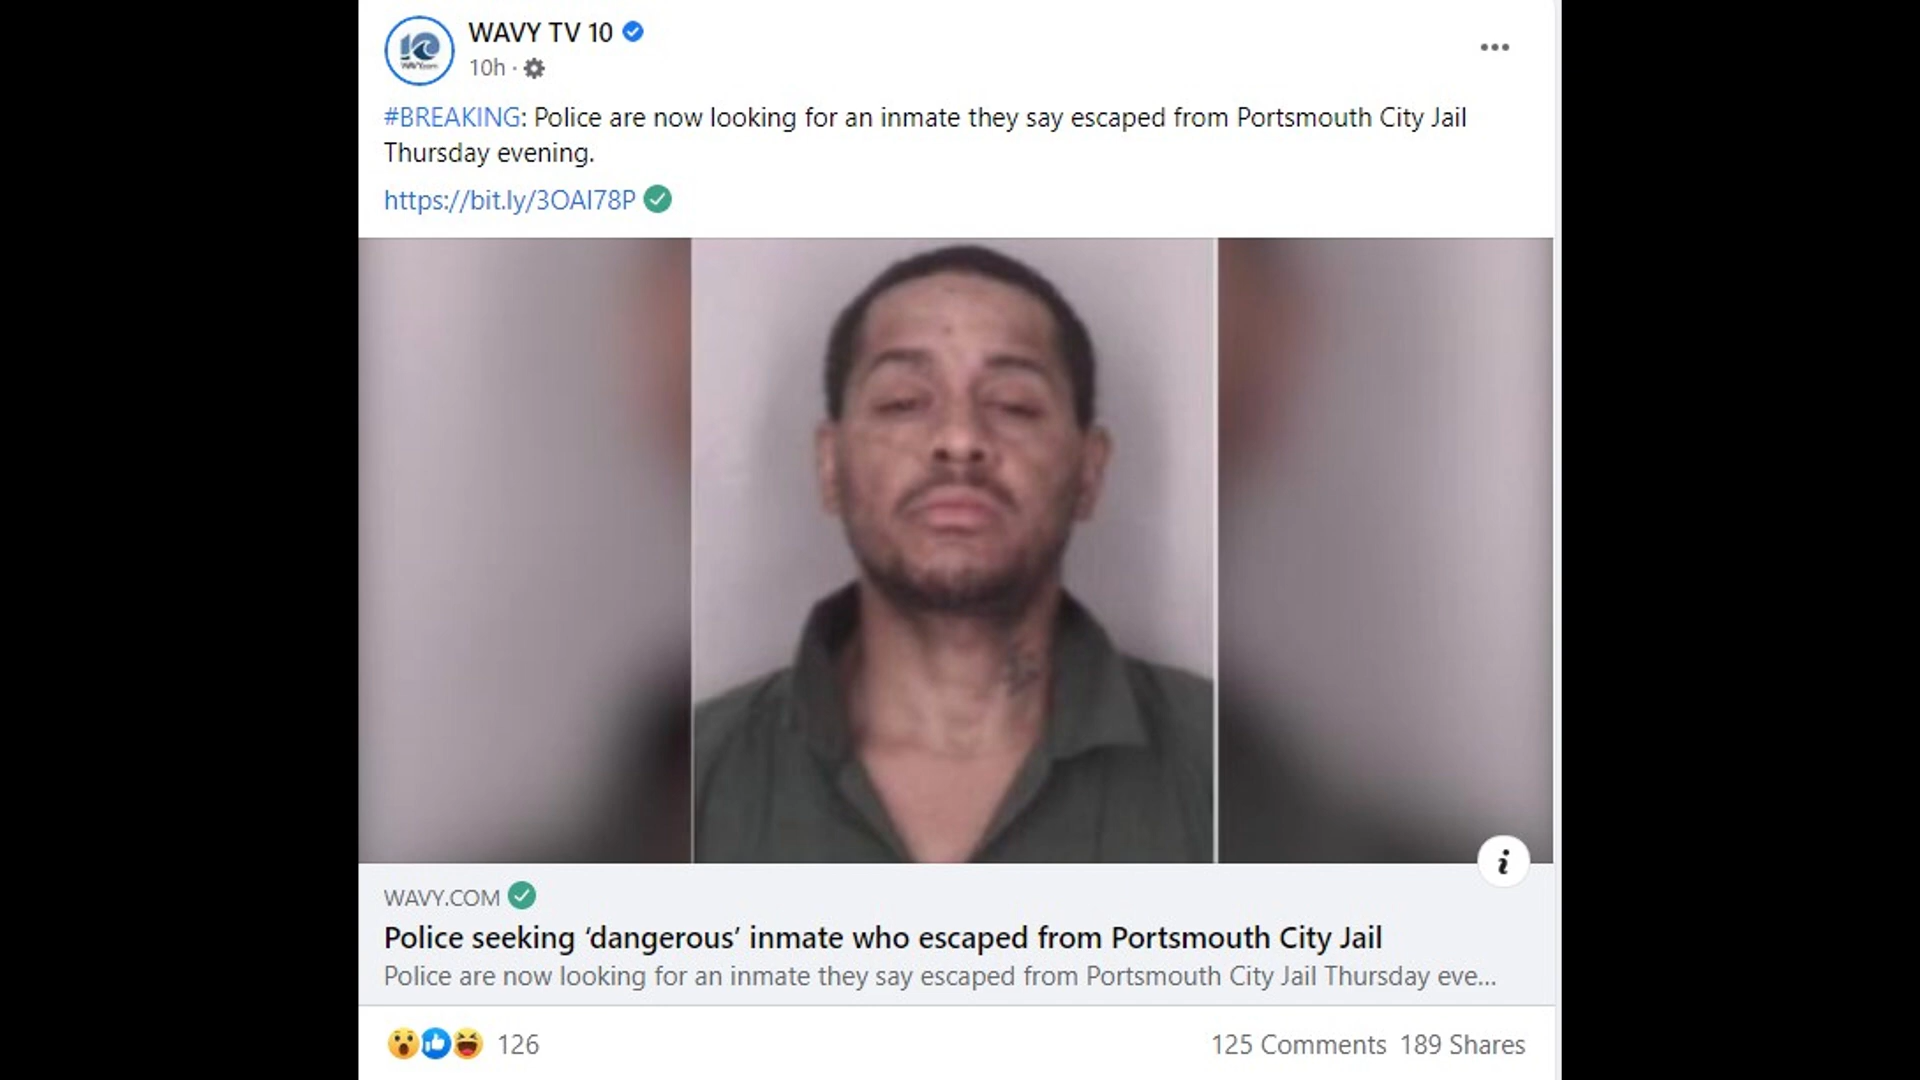 WAVY TV 10
10h ·
#BREAKING: Police are now looking for an inmate they say escaped from Portsmouth City Jail
Thursday evening.
https://bit.ly/3OAI78P
WAVY.COM
Police seeking ‘dangerous’ inmate who escaped from Portsmouth City Jail
Police are now looking for an inmate they say escaped from Portsmouth City Jail Thursday eve...
126
125 Comments 189 Shares